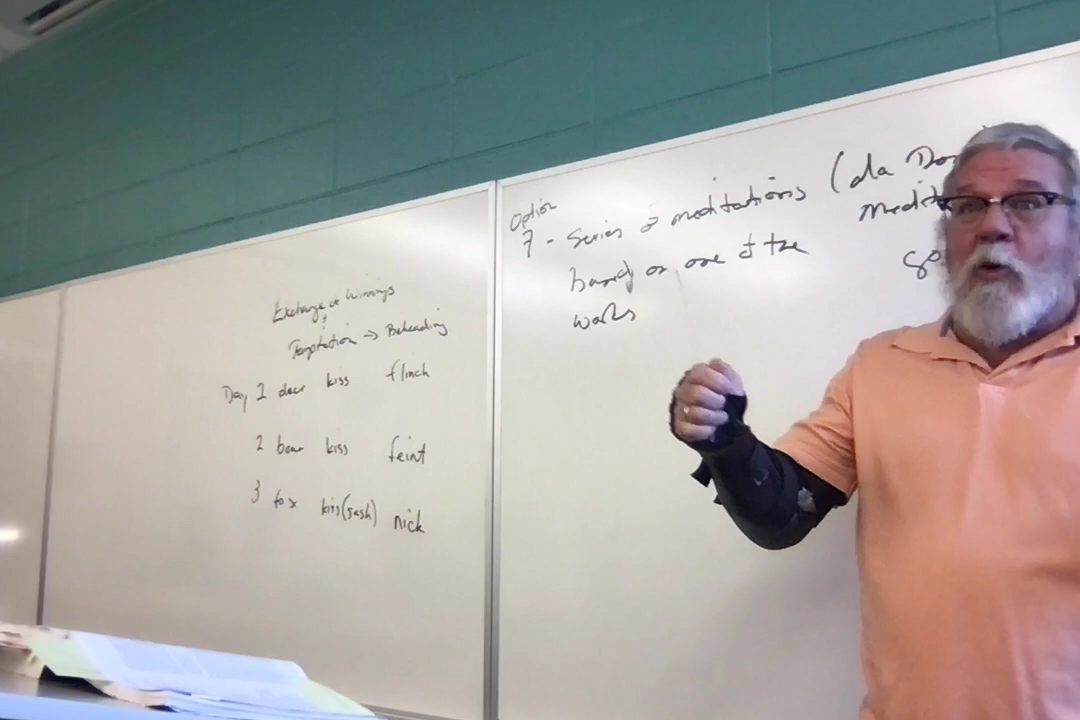 Exchange of Winnings
Temptation → Beheading
Day 1 deer kiss flinch
2 boar kiss feint
3 fox kiss (sash) nick
Option
7 - Series of meditations (ala
based on one of the
works